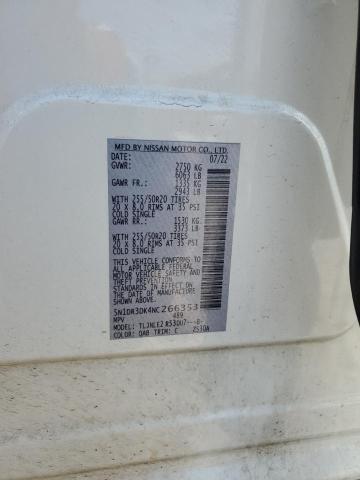 MFD BY NISSAN MOTOR CO., LTD.
DATE: 07/22
GVWR: 2750 KG
6063 LB
GAWR FR.: 1335 KG
2943 LB
WITH 255/50R20 TIRES
20 X 8.0 RIMS AT 35 PSI
COLD SINGLE
GAWR RR.: 1530 KG
3373 LB
WITH 255/50R20 TIRES
20 X 8.0 RIMS AT 35 PSI
COLD SINGLE
THIS VEHICLE CONFORMS TO ALL
APPLICABLE FEDERAL
MOTOR VEHICLE SAFETY
STANDARDS IN EFFECT ON
THE DATE OF MANUFACTURE
SHOWN ABOVE.
5N1DR3DK4NC266353
MPV 489
MODEL: TLJNLE2 R53DU7---B-
COLOR: QAB TRIM: C